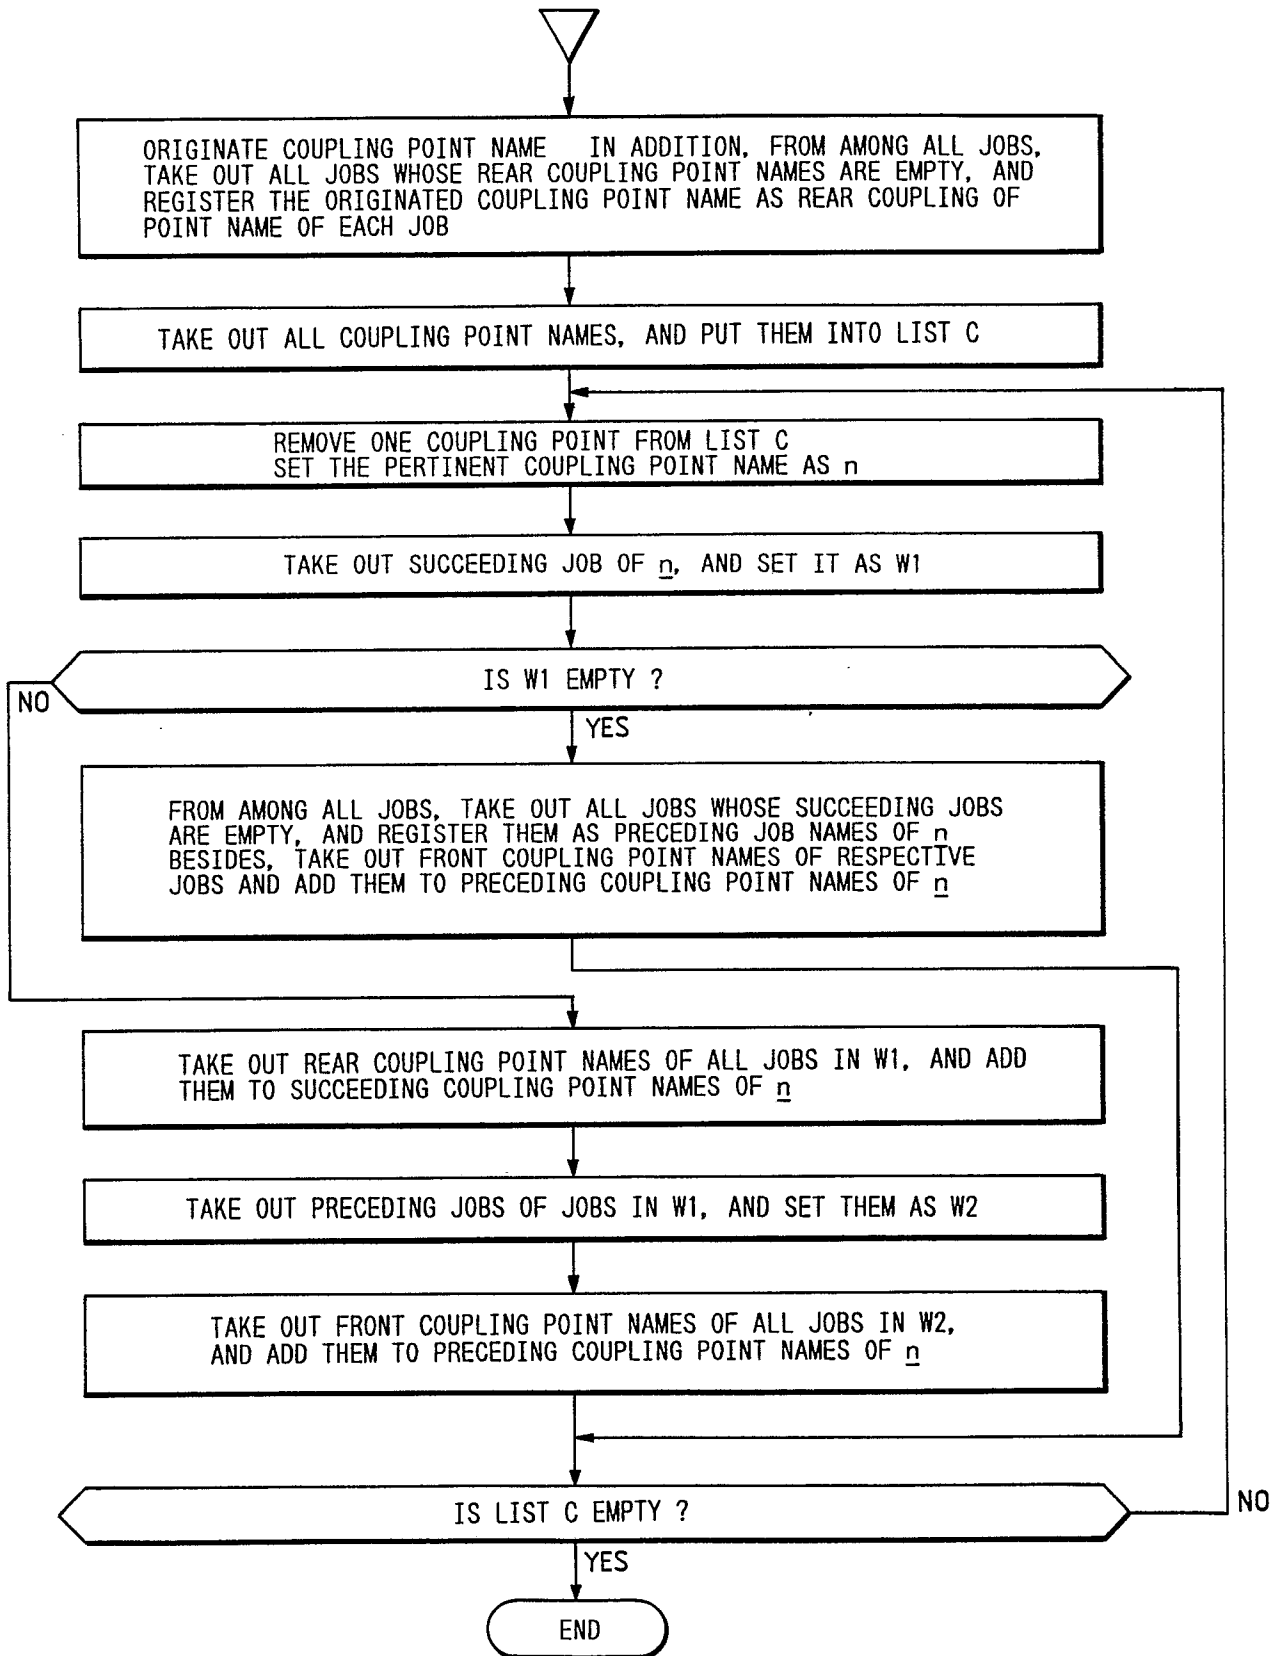 ORIGINATE COUPLING POINT NAME IN ADDITION, FROM AMONG ALL JOBS,
TAKE OUT ALL JOBS WHOSE REAR COUPLING POINT NAMES ARE EMPTY, AND
REGISTER THE ORIGINATED COUPLING POINT NAME AS REAR COUPLING OF
POINT NAME OF EACH JOB
TAKE OUT ALL COUPLING POINT NAMES, AND PUT THEM INTO LIST C
REMOVE ONE COUPLING POINT FROM LIST C
SET THE PERTINENT COUPLING POINT NAME AS n
TAKE OUT SUCCEEDING JOB OF n, AND SET IT AS W1
IS W1 EMPTY ?
NO
YES
FROM AMONG ALL JOBS, TAKE OUT ALL JOBS WHOSE SUCCEEDING JOBS
ARE EMPTY, AND REGISTER THEM AS PRECEDING JOB NAMES OF n
BESIDES, TAKE OUT FRONT COUPLING POINT NAMES OF RESPECTIVE
JOBS AND ADD THEM TO PRECEDING COUPLING POINT NAMES OF n
TAKE OUT REAR COUPLING POINT NAMES OF ALL JOBS IN W1, AND ADD
THEM TO SUCCEEDING COUPLING POINT NAMES OF n
TAKE OUT PRECEDING JOBS OF JOBS IN W1, AND SET THEM AS W2
TAKE OUT FRONT COUPLING POINT NAMES OF ALL JOBS IN W2,
AND ADD THEM TO PRECEDING COUPLING POINT NAMES OF n
IS LIST C EMPTY ?
NO
YES
END